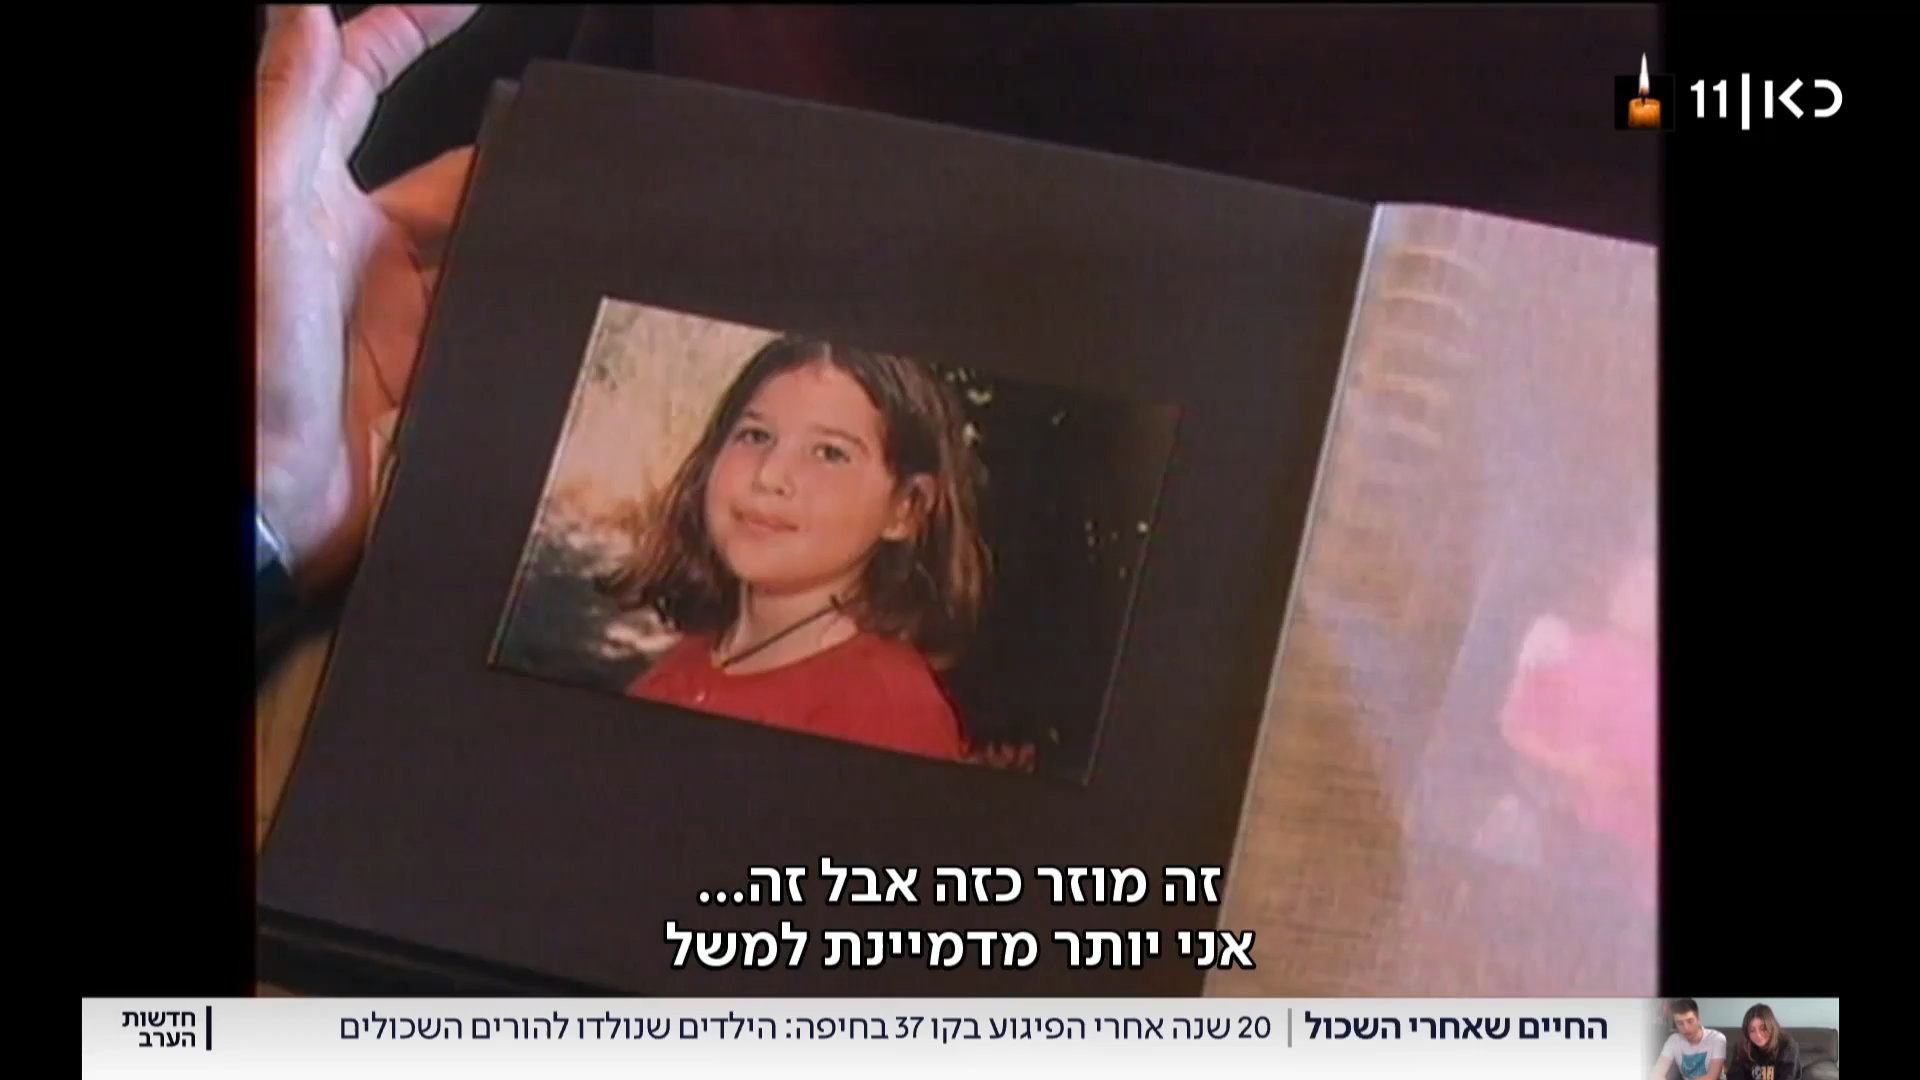 כאן 11
זה מוזר כזה אבל זה...
אני יותר מדמיינת למשל
החיים שאחרי השכול | 20 שנה אחרי הפיגוע בקו 37 בחיפה: הילדים שנולדו להורים השכולים
חדשות
הערב